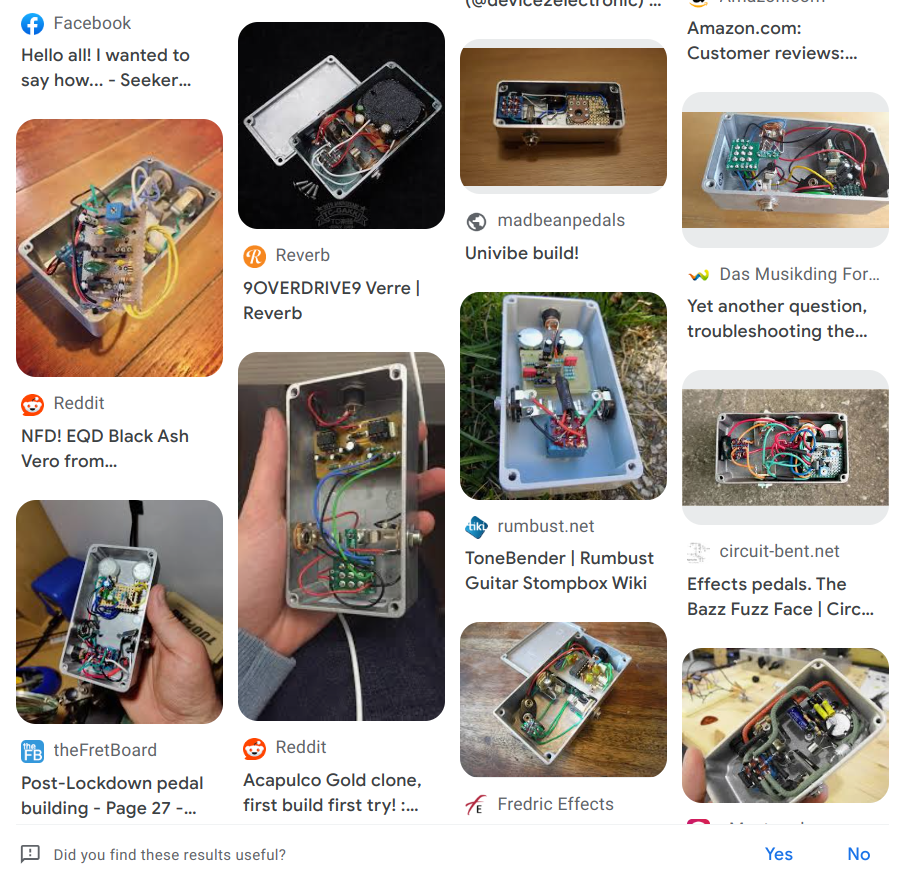 Facebook
Hello all! I wanted to
say how... - Seeker...
Reddit
NFD! EQD Black Ash
Vero from...
theFretBoard
Post-Lockdown pedal
building - Page 27 -...
Reverb
9OVERDRIVE9 Verre |
Reverb
Reddit
Acapulco Gold clone,
first build first try! :...
(@devicezelectronic) ...
madbeanpedals
Univibe build!
tiki
rumbust.net
ToneBender | Rumbust
Guitar Stompbox Wiki
Fredric Effects
Amazon.com
Amazon.com:
Customer reviews:...
Das Musikding For...
Yet another question,
troubleshooting the...
circuit-bent.net
Effects pedals. The
Bazz Fuzz Face | Circ...
Did you find these results useful?
Yes
No